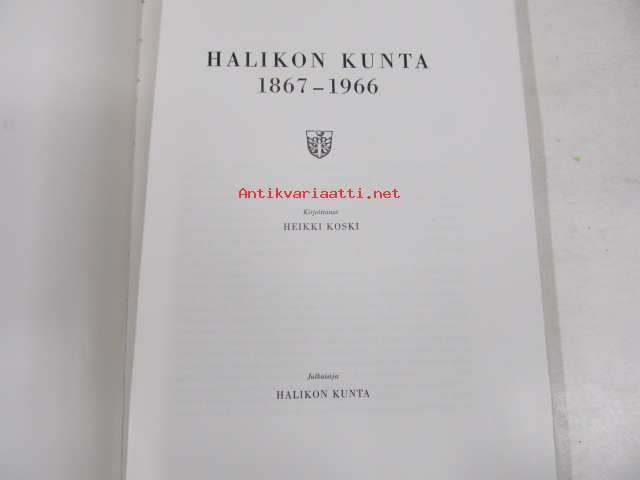 HALIKON KUNTA
1867 – 1966
Antikvariaatti.net
Kirjoittanut
HEIKKI KOSKI
Julkaisija
HALIKON KUNTA